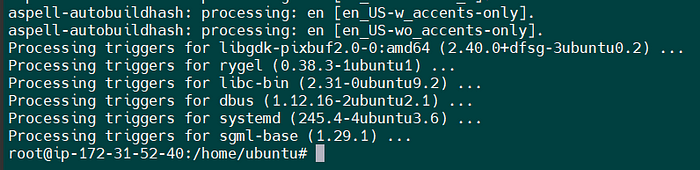 aspell-autobuildhash: processing: en [en_US-w_accents-only].
aspell-autobuildhash: processing: en [en_US-wo_accents-only].
Processing triggers for libgdk-pixbuf2.0-0:amd64 (2.40.0+dfsg-3ubuntu0.2) ...
Processing triggers for rygel (0.38.3-1ubuntu1) ...
Processing triggers for libc-bin (2.31-0ubuntu9.2) ...
Processing triggers for dbus (1.12.16-2ubuntu2.1) ...
Processing triggers for systemd (245.4-4ubuntu3.6) ...
Processing triggers for sgml-base (1.29.1) ...
root@ip-172-31-52-40:/home/ubuntu#